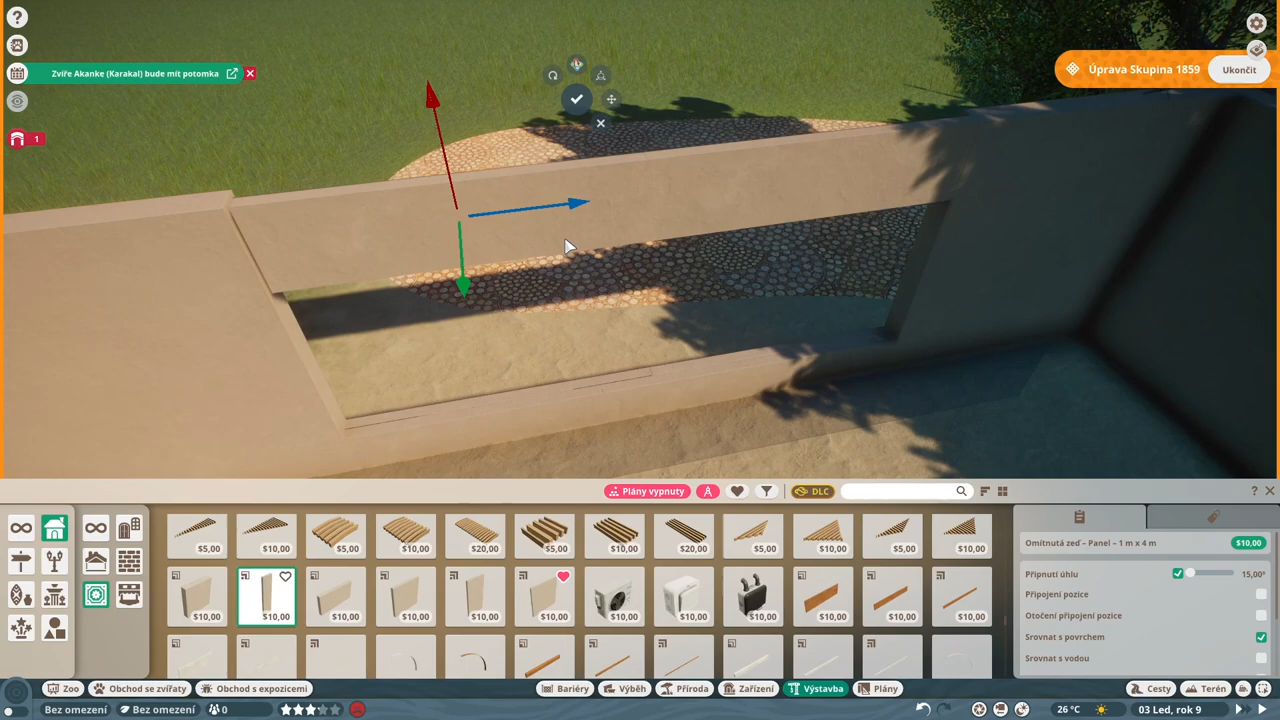 ?
Zvíře Akanke (Karakal) bude mít potomka
1
Úprava Skupina 1859
Ukončit
Plány vypnuty
DLC
?
$5,00 $10,00 $5,00 $10,00 $20,00 $5,00 $10,00 $20,00 $5,00 $10,00 $5,00 $10,00
$10,00 $10,00 $10,00 $10,00 $10,00 $10,00 $10,00 $10,00 $10,00 $10,00 $10,00 $10,00
Omítnutá zeď – Panel – 1 m x 4 m $10,00
Připnutí úhlu 15,00°
Připojení pozice
Otočení připojení pozice
Srovnat s povrchem
Srovnat s vodou
Zoo Obchod se zvířaty Obchod s expozicemi Bariéry Výběh Příroda Zařízení Výstavba Plány Cesty Terén
Bez omezení Bez omezení 0 26 °C 03 Led, rok 9